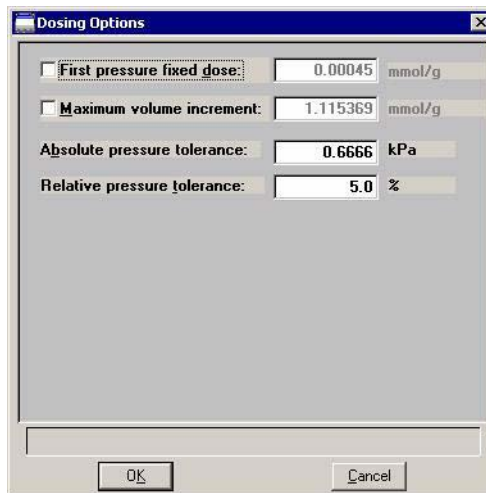 Dosing Options
First pressure fixed dose: 0.00045 mmol/g
Maximum volume increment: 1.115369 mmol/g
Absolute pressure tolerance: 0.6666 kPa
Relative pressure tolerance: 5.0 %
OK Cancel